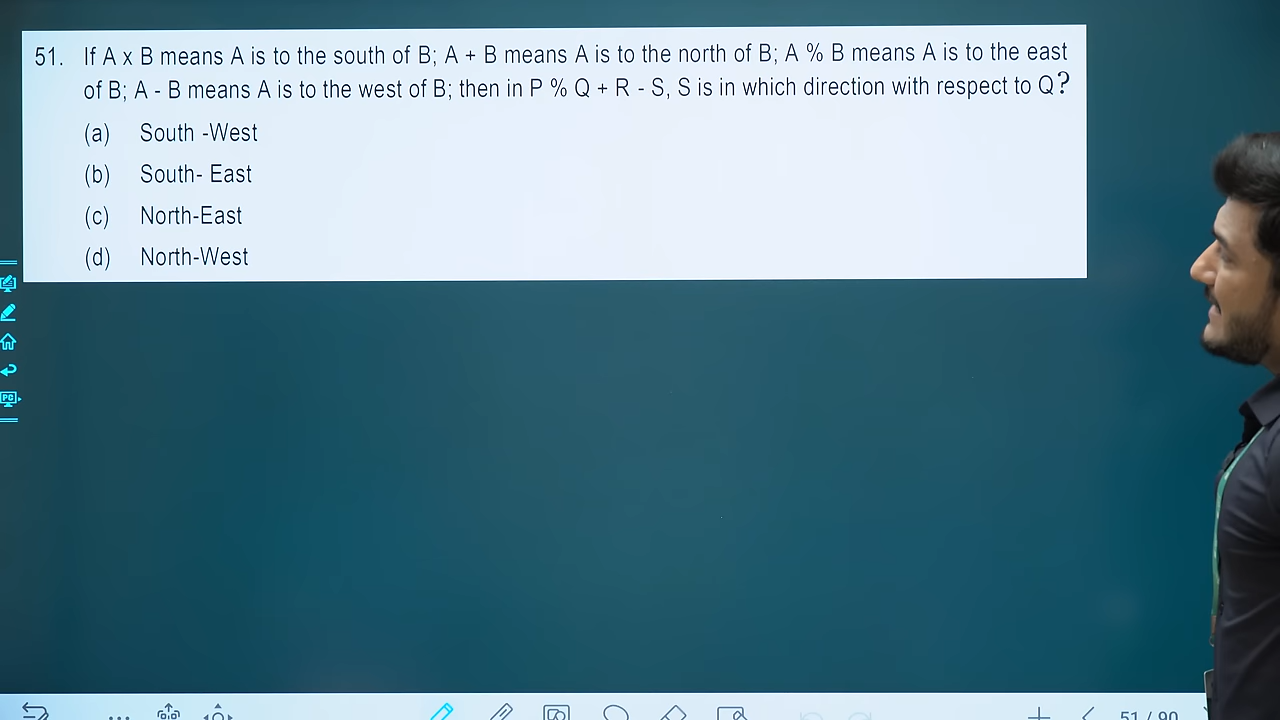 51. If A x B means A is to the south of B; A + B means A is to the north of B; A % B means A is to the east
of B; A - B means A is to the west of B; then in P % Q + R - S, S is in which direction with respect to Q?
(a) South -West
(b) South- East
(c) North-East
(d) North-West
PC
51 / 90